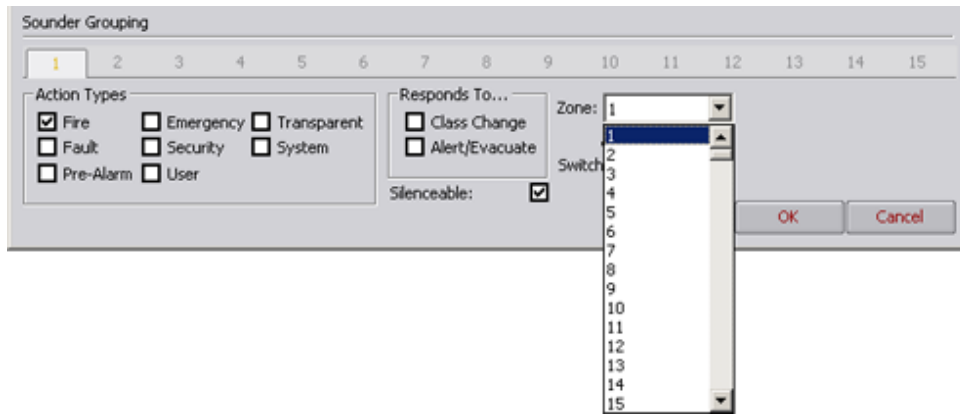 Sounder Grouping
1 2 3 4 5 6 7 8 9 10 11 12 13 14 15
Action Types
Fire Emergency Transparent
Fault Security System
Pre-Alarm User
Responds To...
Class Change
Alert/Evacuate
Silenceable:
Zone: 1
1
2
3
4
5
6
7
8
9
10
11
12
13
14
15
Switch
OK Cancel